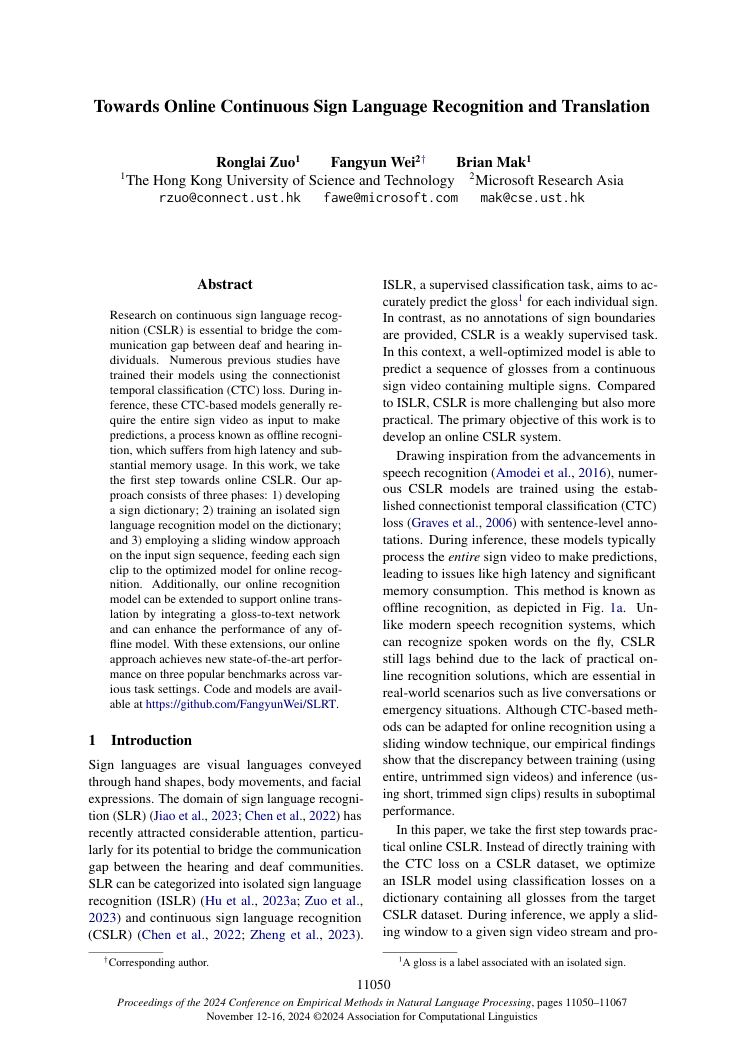 Towards Online Continuous Sign Language Recognition and Translation
Ronglai Zuo1 Fangyun Wei2† Brian Mak1
1The Hong Kong University of Science and Technology 2Microsoft Research Asia
rzuo@connect.ust.hk fawe@microsoft.com mak@cse.ust.hk
Abstract
Research on continuous sign language recog-
nition (CSLR) is essential to bridge the com-
munication gap between deaf and hearing in-
dividuals. Numerous previous studies have
trained their models using the connectionist
temporal classification (CTC) loss. During in-
ference, these CTC-based models generally re-
quire the entire sign video as input to make
predictions, a process known as offline recogni-
tion, which suffers from high latency and sub-
stantial memory usage. In this work, we take
the first step towards online CSLR. Our ap-
proach consists of three phases: 1) developing
a sign dictionary; 2) training an isolated sign
language recognition model on the dictionary;
and 3) employing a sliding window approach
on the input sign sequence, feeding each sign
clip to the optimized model for online recog-
nition. Additionally, our online recognition
model can be extended to support online trans-
lation by integrating a gloss-to-text network
and can enhance the performance of any of-
fline model. With these extensions, our online
approach achieves new state-of-the-art perfor-
mance on three popular benchmarks across var-
ious task settings. Code and models are avail-
able at https://github.com/FangyunWei/SLRT.
1 Introduction
Sign languages are visual languages conveyed
through hand shapes, body movements, and facial
expressions. The domain of sign language recogni-
tion (SLR) (Jiao et al., 2023; Chen et al., 2022) has
recently attracted considerable attention, particu-
larly for its potential to bridge the communication
gap between the hearing and deaf communities.
SLR can be categorized into isolated sign language
recognition (ISLR) (Hu et al., 2023a; Zuo et al.,
2023) and continuous sign language recognition
(CSLR) (Chen et al., 2022; Zheng et al., 2023).
†Corresponding author.
ISLR, a supervised classification task, aims to ac-
curately predict the gloss1 for each individual sign.
In contrast, as no annotations of sign boundaries
are provided, CSLR is a weakly supervised task.
In this context, a well-optimized model is able to
predict a sequence of glosses from a continuous
sign video containing multiple signs. Compared
to ISLR, CSLR is more challenging but also more
practical. The primary objective of this work is to
develop an online CSLR system.
Drawing inspiration from the advancements in
speech recognition (Amodei et al., 2016), numer-
ous CSLR models are trained using the estab-
lished connectionist temporal classification (CTC)
loss (Graves et al., 2006) with sentence-level anno-
tations. During inference, these models typically
process the entire sign video to make predictions,
leading to issues like high latency and significant
memory consumption. This method is known as
offline recognition, as depicted in Fig. 1a. Un-
like modern speech recognition systems, which
can recognize spoken words on the fly, CSLR
still lags behind due to the lack of practical on-
line recognition solutions, which are essential in
real-world scenarios such as live conversations or
emergency situations. Although CTC-based meth-
ods can be adapted for online recognition using a
sliding window technique, our empirical findings
show that the discrepancy between training (using
entire, untrimmed sign videos) and inference (us-
ing short, trimmed sign clips) results in suboptimal
performance.
In this paper, we take the first step towards prac-
tical online CSLR. Instead of directly training with
the CTC loss on a CSLR dataset, we optimize
an ISLR model using classification losses on a
dictionary containing all glosses from the target
CSLR dataset. During inference, we apply a slid-
ing window to a given sign video stream and pro-
1A gloss is a label associated with an isolated sign.
11050
Proceedings of the 2024 Conference on Empirical Methods in Natural Language Processing, pages 11050–11067
November 12-16, 2024 ©2024 Association for Computational Linguistics